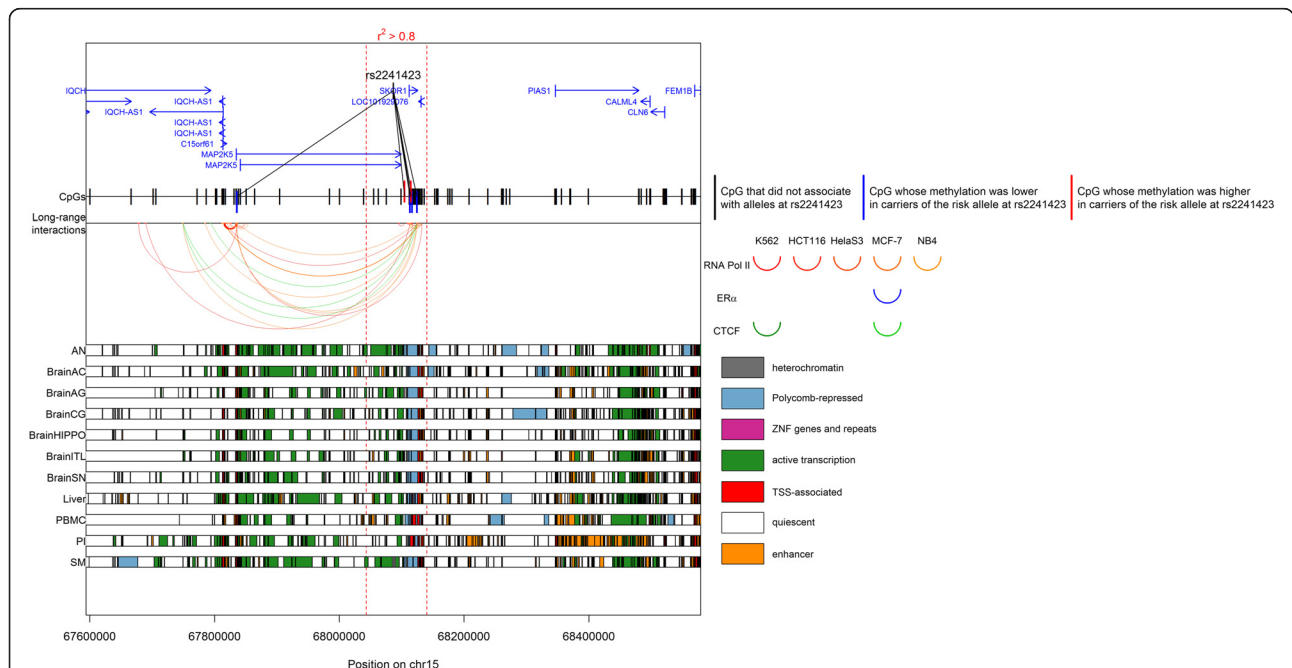 r² > 0.8
rs2241423
IQCH
IQCH-AS1
SKOR1
PIAS1
FEM1B
IQCH-AS1
LOC101929076
CALML4
IQCH-AS1
CLN6
IQCH-AS1
IQCH-AS1
C15orf61
MAP2K5
MAP2K5
CpGs
CpG that did not associate
with alleles at rs2241423
CpG whose methylation was lower
in carriers of the risk allele at rs2241423
CpG whose methylation was higher
in carriers of the risk allele at rs2241423
Long-range
interactions
K562 HCT116 HelaS3 MCF-7 NB4
RNA Pol II
ERα
CTCF
AN
BrainAC
BrainAG
BrainCG
BrainHIPPO
BrainITL
BrainSN
Liver
PBMC
PI
SM
heterochromatin
Polycomb-repressed
ZNF genes and repeats
active transcription
TSS-associated
quiescent
enhancer
67600000 67800000 68000000 68200000 68400000
Position on chr15